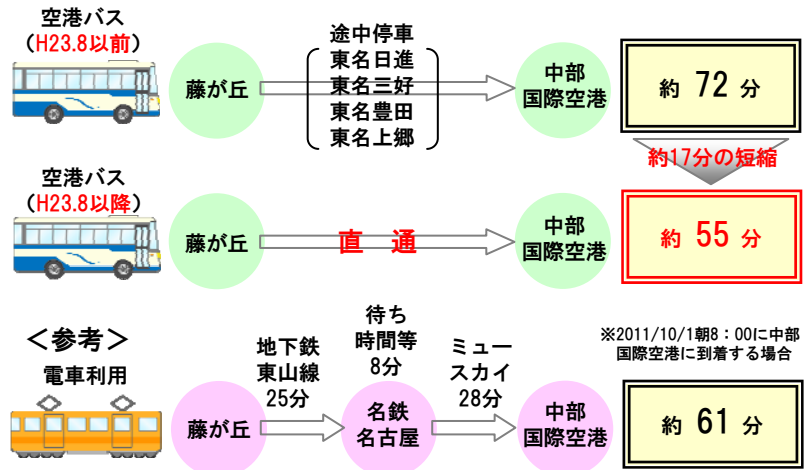 空港バス
（H23.8以前）
藤が丘
途中停車
東名日進
東名三好
東名豊田
東名上郷
中部
国際空港
約 72 分
約17分の短縮
空港バス
（H23.8以降）
藤が丘
直 通
中部
国際空港
約 55 分
＜参考＞
電車利用
藤が丘
地下鉄
東山線
25分
待ち
時間等
8分
名鉄
名古屋
ミュー
スカイ
28分
中部
国際空港
※2011/10/1朝8：00に中部
国際空港に到着する場合
約 61 分